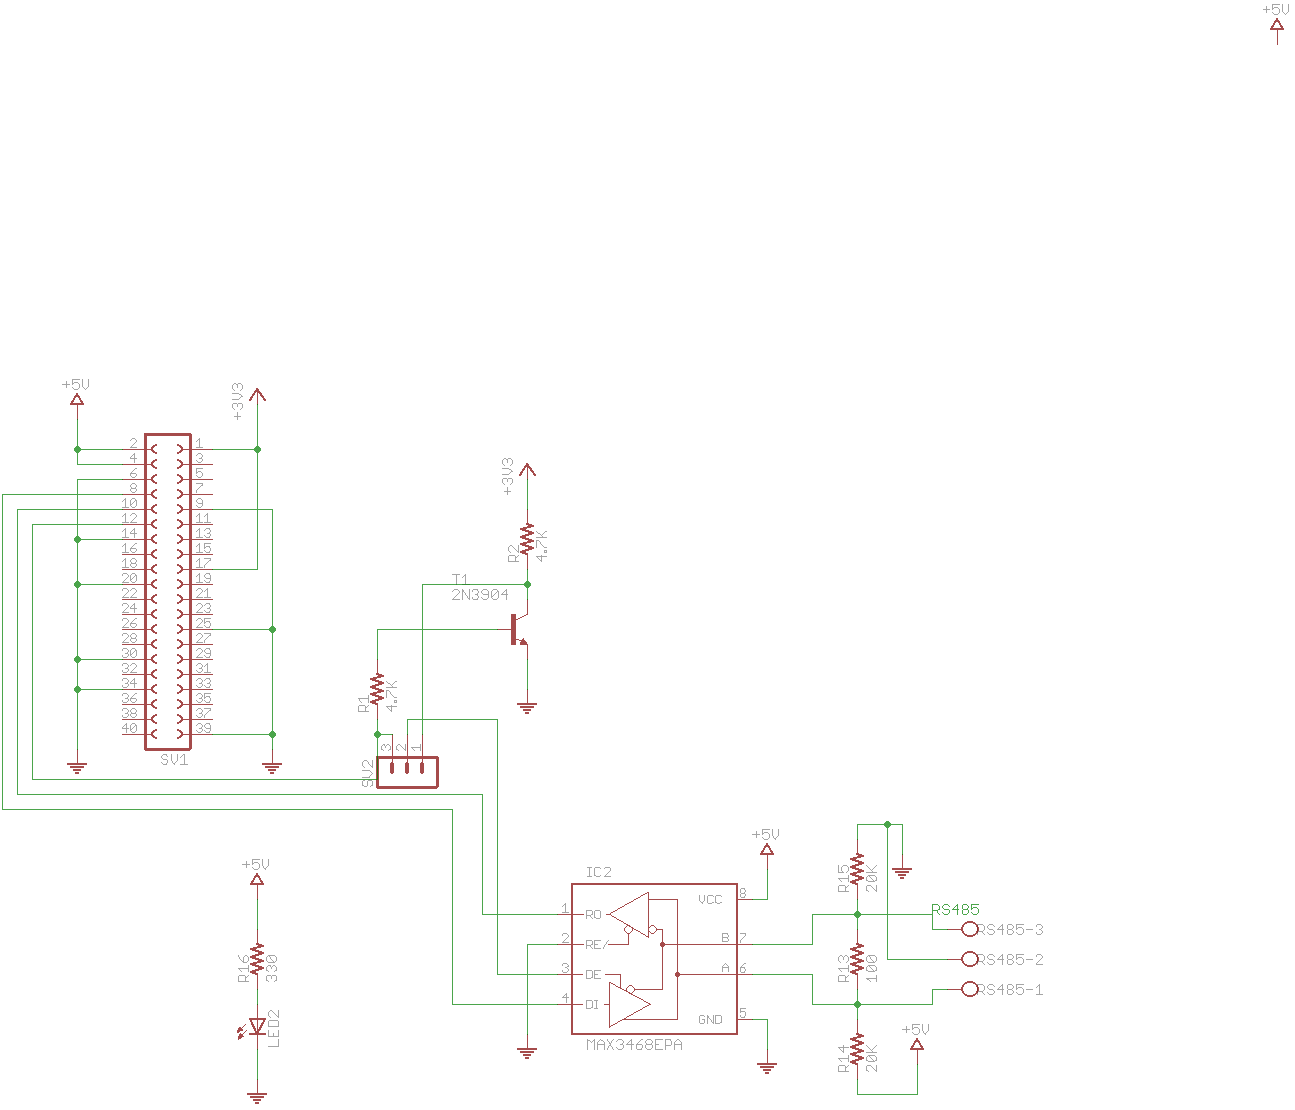 +5V
+5V
+3V3
2 1
4 3
6 5
8 7
10 9
12 11
14 13
16 15
18 17
20 19
22 21
24 23
26 25
28 27
30 29
32 31
34 33
36 35
38 37
40 39
SV1
+3V3
R2
4.7K
T1
2N3904
R1
4.7K
3 2 1
SV2
+5V
R16
330
LED2
IC2
1 RO
2 RE/
3 DE
4 DI
VCC 8
B 7
A 6
GND 5
MAX3468EPA
+5V
R15
20K
R13
100
R14
20K
RS485
RS485-3
RS485-2
RS485-1
+5V